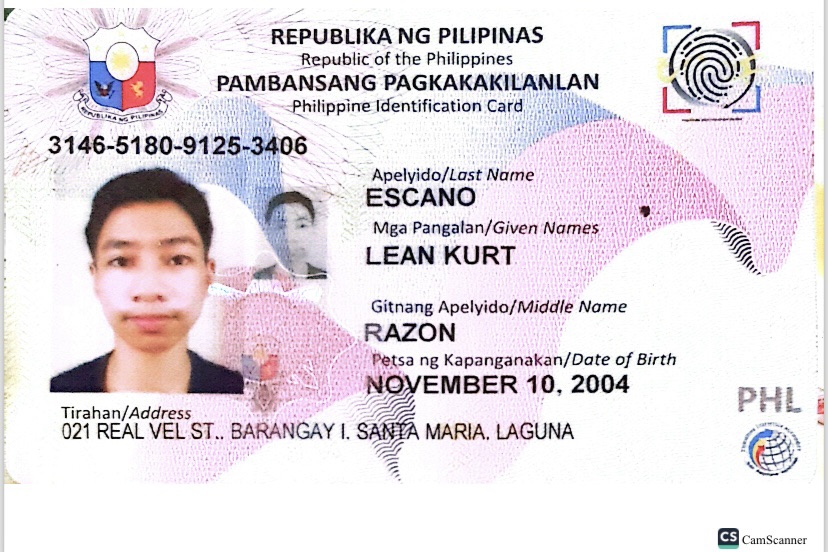 REPUBLIKA NG PILIPINAS
Republic of the Philippines
PAMBANSANG PAGKAKAKILANLAN
Philippine Identification Card
REPUBLIKA NG PILIPINAS
3146-5180-9125-3406
Apelyido/Last Name
ESCANO
Mga Pangalan/Given Names
LEAN KURT
Gitnang Apelyido/Middle Name
RAZON
Petsa ng Kapanganakan/Date of Birth
NOVEMBER 10, 2004
PHL
Tirahan/Address
021 REAL VEL ST., BARANGAY I, SANTA MARIA, LAGUNA
CS CamScanner